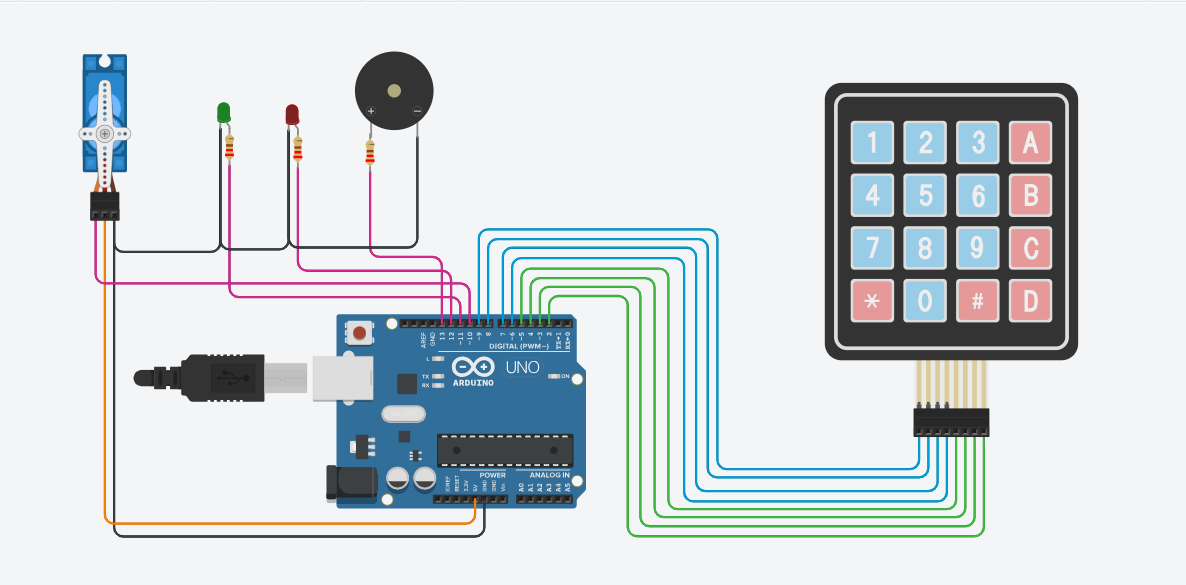 + −
1 2 3 A
4 5 6 B
7 8 9 C
* 0 # D
AREF
GND
13
12
~11
~10
~9
8
7
~6
~5
4
~3
2
TX→1
RX←0
DIGITAL (PWM~)
L
TX
RX
ARDUINO
UNO
ON
POWER
ANALOG IN
IOREF
RESET
3.3V
5V
GND
GND
Vin
A0
A1
A2
A3
A4
A5